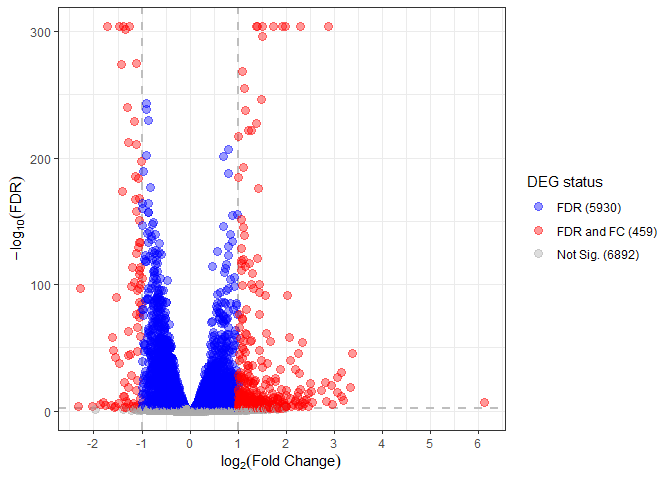 300
200
100
0
−log₁₀(FDR)
-2 -1 0 1 2 3 4 5 6
log₂(Fold Change)
DEG status
FDR (5930)
FDR and FC (459)
Not Sig. (6892)